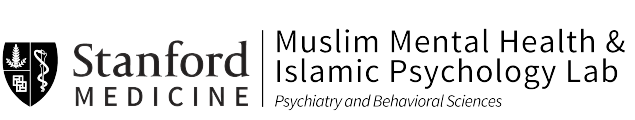 Stanford
MEDICINE
Muslim Mental Health &
Islamic Psychology Lab
Psychiatry and Behavioral Sciences